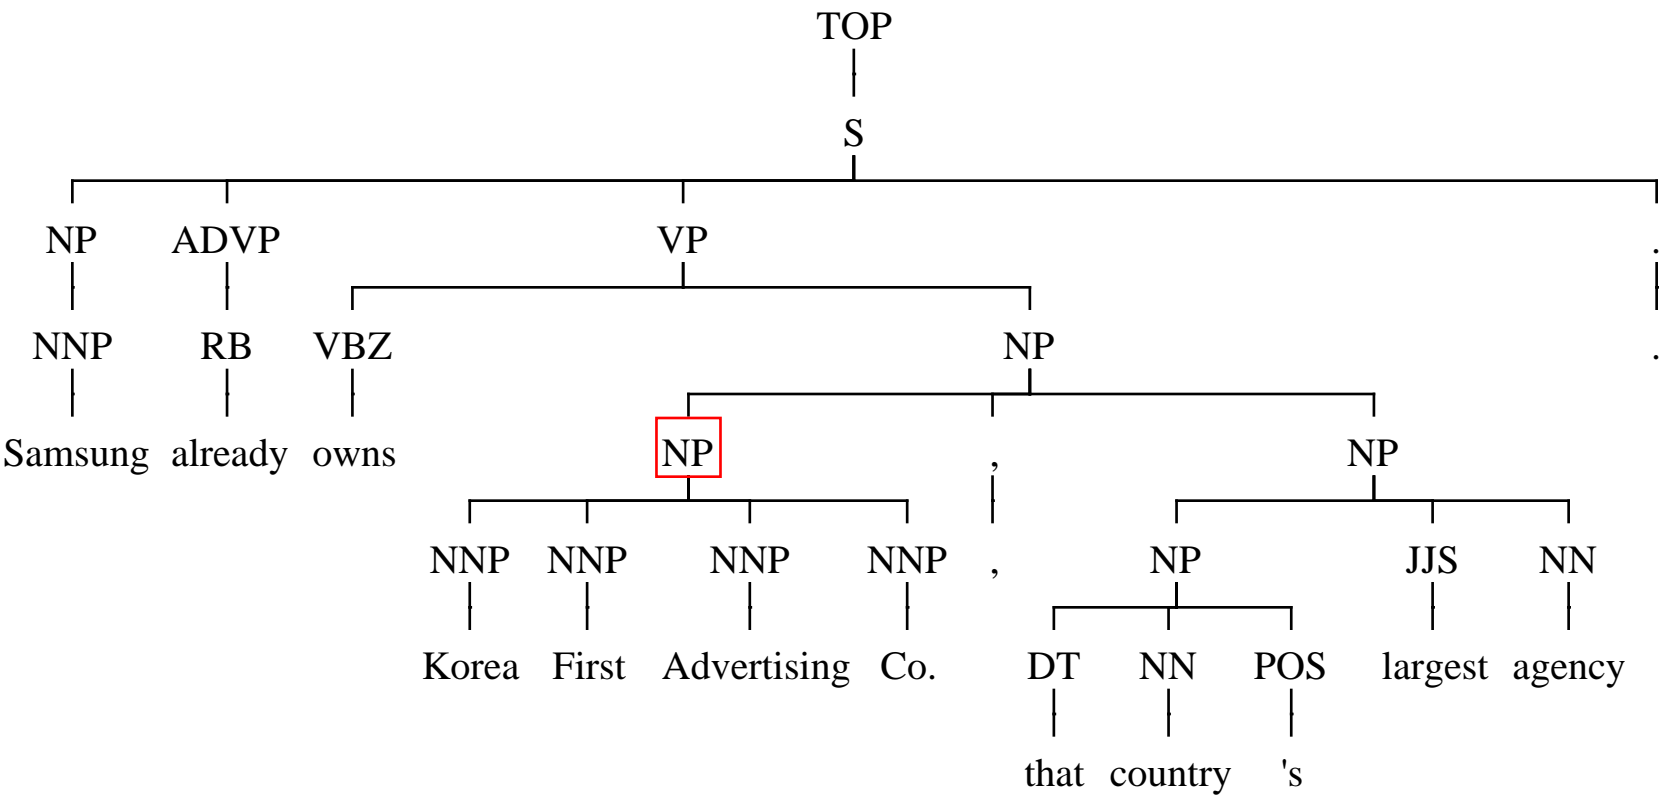 TOP
S
NP ADVP VP .
NNP RB VBZ NP .
Samsung already owns NP , NP
NNP NNP NNP NNP , NP JJS NN
Korea First Advertising Co. DT NN POS largest agency
that country 's